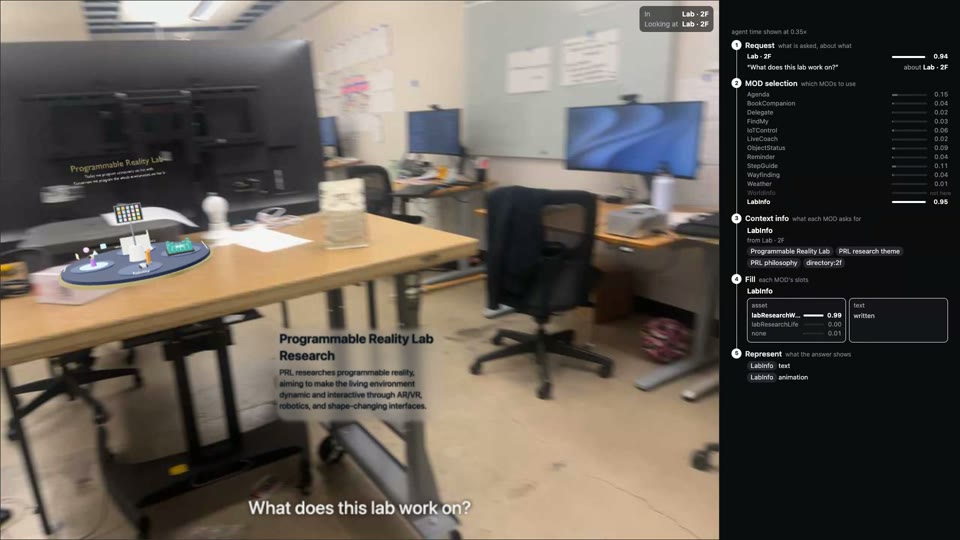 In Lab · 2F
Looking at Lab · 2F
Programmable Reality Lab
Programmable Reality Lab
Research
PRL researches programmable reality,
aiming to make the living environment
dynamic and interactive through AR/VR,
robotics, and shape-changing interfaces.
What does this lab work on?
agent time shown at 0.35×
1 Request what is asked, about what
Lab · 2F 0.94
"What does this lab work on?" about Lab · 2F
2 MOD selection which MODs to use
Agenda 0.15
BookCompanion 0.04
Delegate 0.02
FindMy 0.03
IoTControl 0.06
LiveCoach 0.02
ObjectStatus 0.09
Reminder 0.04
StepGuide 0.11
Wayfinding 0.04
Weather 0.01
WorldInfo not here
LabInfo 0.95
3 Context info what each MOD asks for
LabInfo
from Lab · 2F
Programmable Reality Lab PRL research theme
PRL philosophy directory:2f
4 Fill each MOD's slots
LabInfo
asset
labResearchW... 0.99
labResearchLife 0.00
none 0.01
text
written
5 Represent what the answer shows
LabInfo text
LabInfo animation